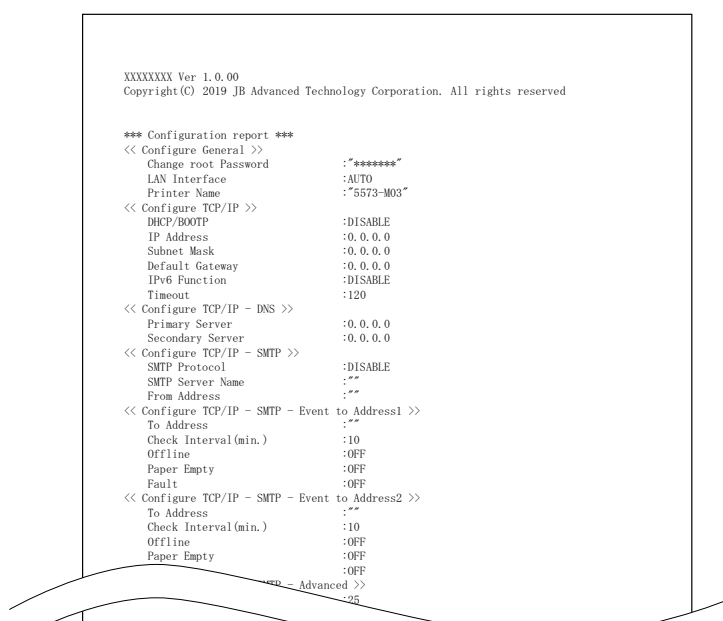 XXXXXXXX Ver 1.0.00
Copyright(C) 2019 JB Advanced Technology Corporation. All rights reserved
*** Configuration report ***
<< Configure General >>
Change root Password :"*******"
LAN Interface :AUTO
Printer Name :"5573-M03"
<< Configure TCP/IP >>
DHCP/BOOTP :DISABLE
IP Address :0.0.0.0
Subnet Mask :0.0.0.0
Default Gateway :0.0.0.0
IPv6 Function :DISABLE
Timeout :120
<< Configure TCP/IP - DNS >>
Primary Server :0.0.0.0
Secondary Server :0.0.0.0
<< Configure TCP/IP - SMTP >>
SMTP Protocol :DISABLE
SMTP Server Name :""
From Address :""
<< Configure TCP/IP - SMTP - Event to Address1 >>
To Address :""
Check Interval(min.) :10
Offline :OFF
Paper Empty :OFF
Fault :OFF
<< Configure TCP/IP - SMTP - Event to Address2 >>
To Address :""
Check Interval(min.) :10
Offline :OFF
Paper Empty :OFF
:OFF
- Advanced >>
:25